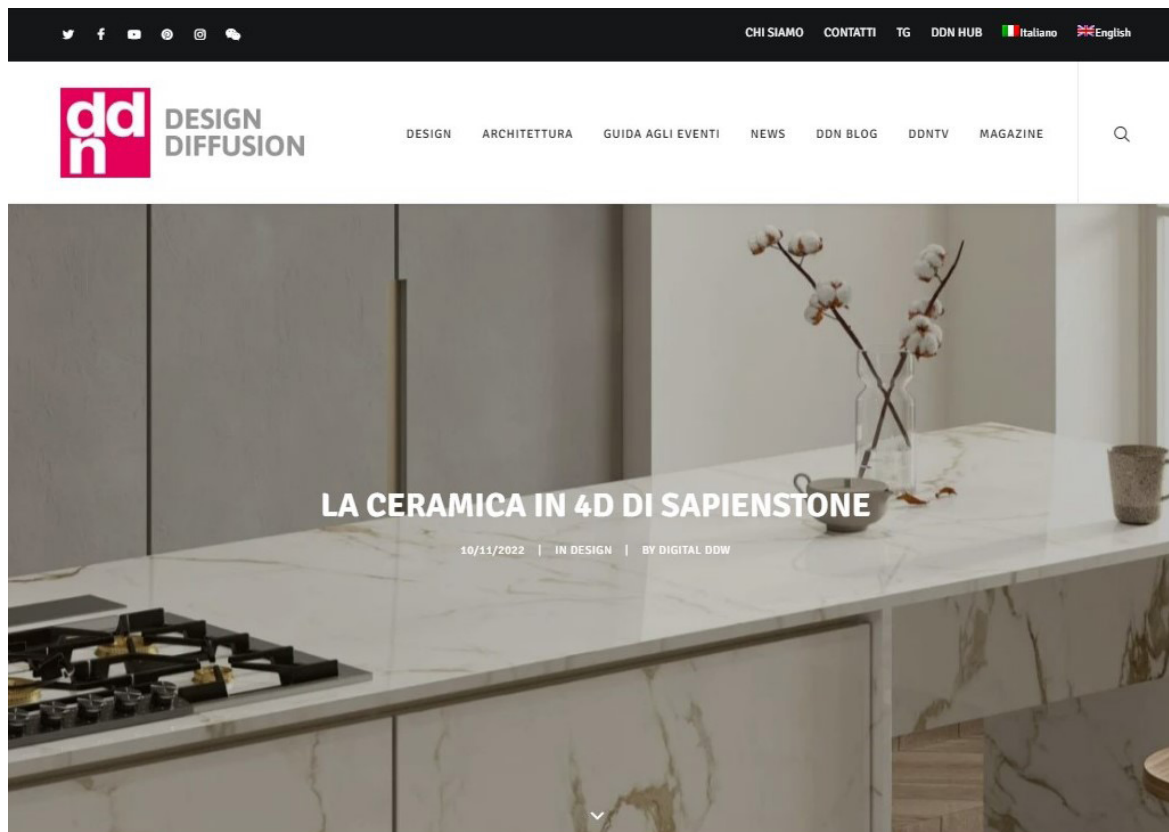 CHI SIAMO CONTATTI TG DDN HUB Italiano English
ddn
DESIGN
DIFFUSION
DESIGN ARCHITETTURA GUIDA AGLI EVENTI NEWS DDN BLOG DDNTV MAGAZINE
LA CERAMICA IN 4D DI SAPIENSTONE
10/11/2022 | IN DESIGN | BY DIGITAL DDW